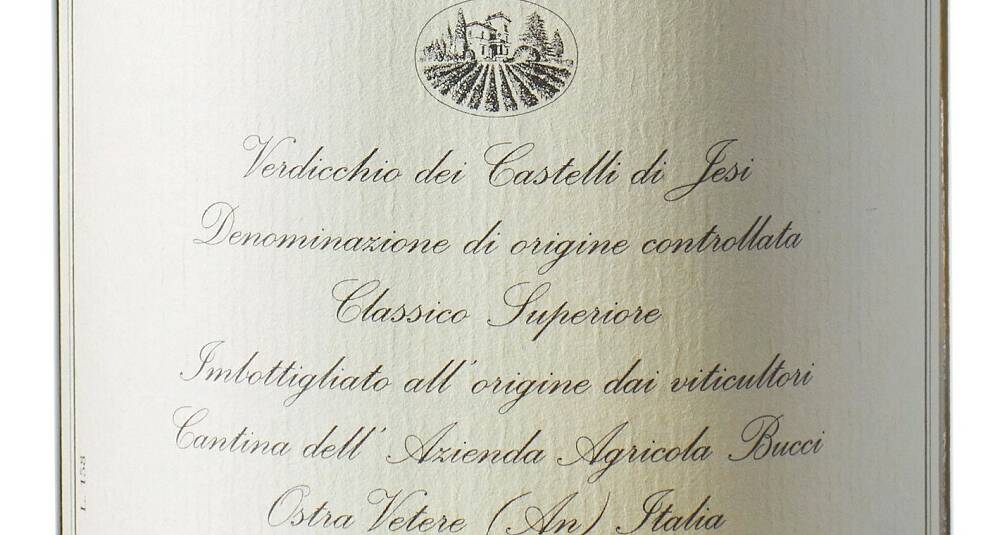 Verdicchio dei Castelli di Jesi
Denominazione di origine controllata
Classico Superiore
Imbottigliato all'origine dai viticultori
Cantina dell' Azienda Agricola Bucci
Ostra Vetere (An) Italia
L. 158